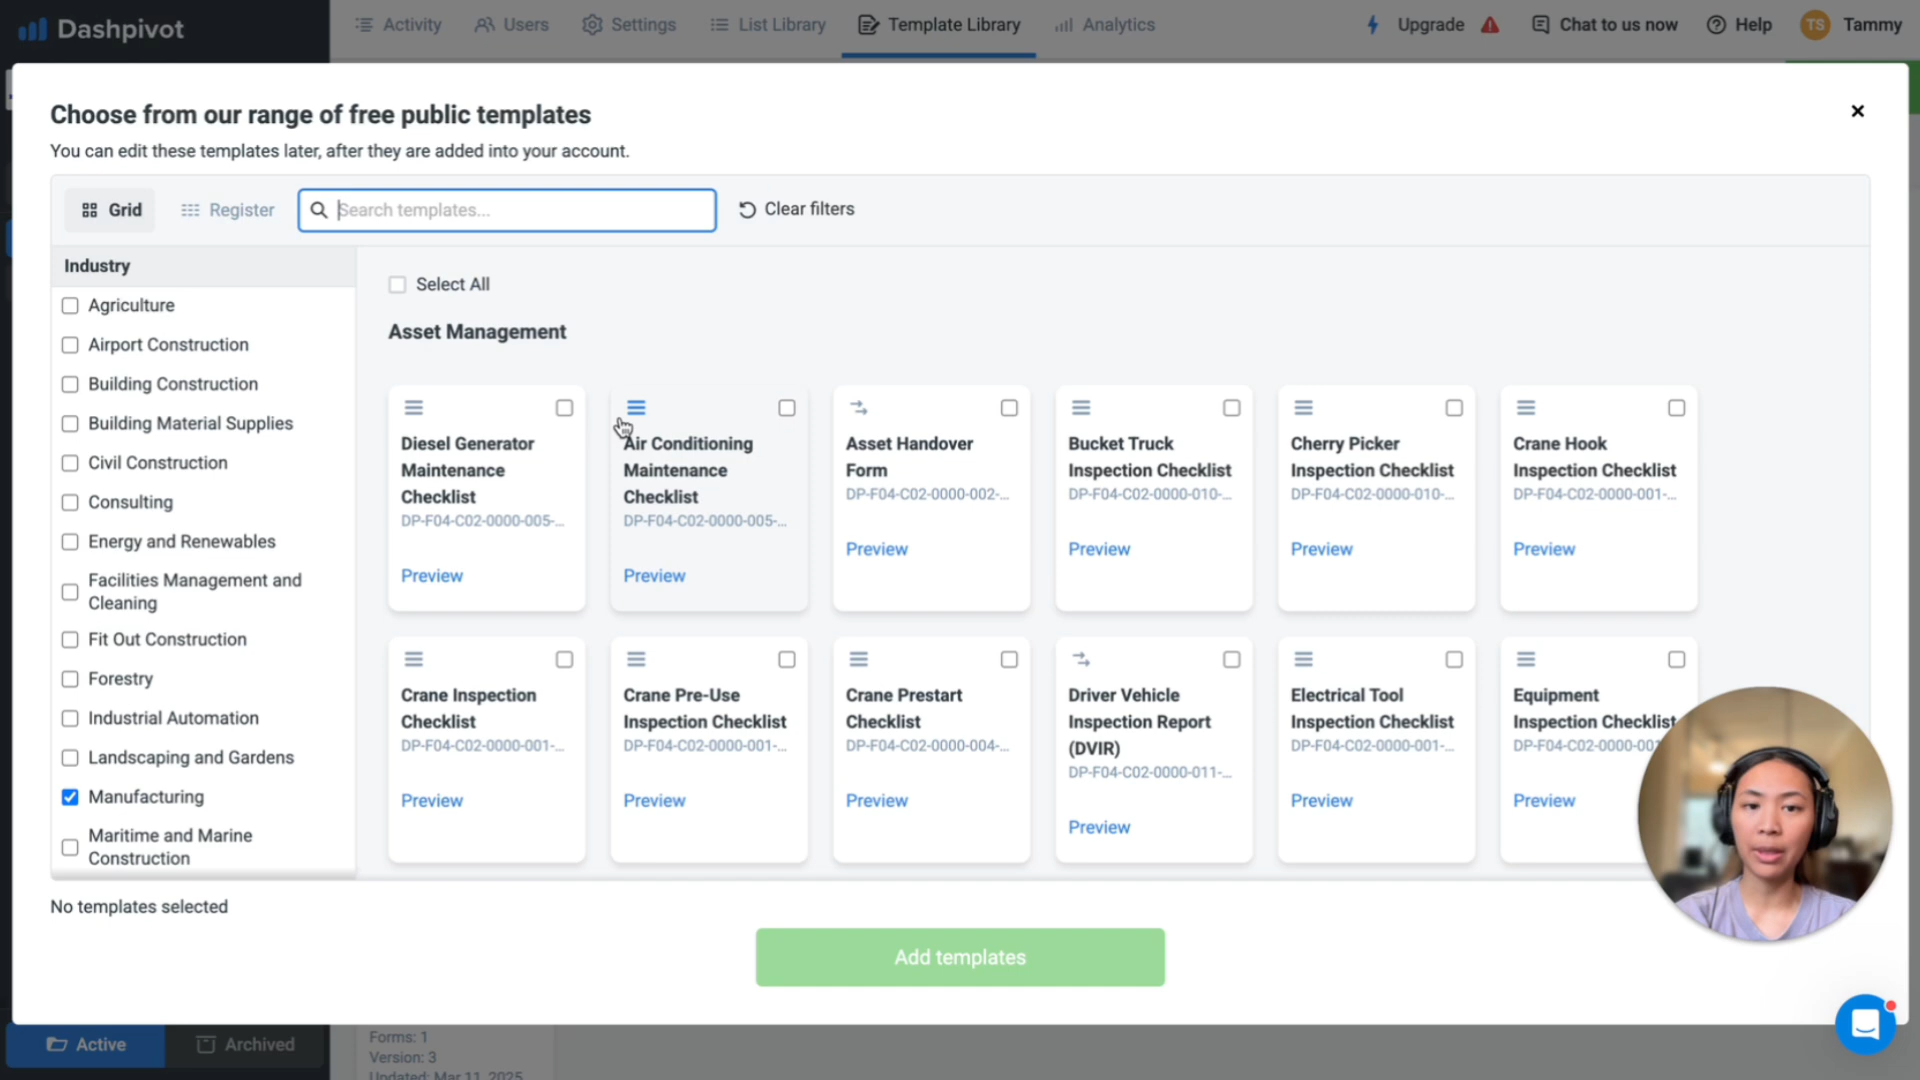 Dashpivot
Activity
Users
Settings
List Library
Template Library
Analytics
Upgrade
Chat to us now
Help
TS
Tammy
Choose from our range of free public templates
You can edit these templates later, after they are added into your account.
Grid
Register
Search templates...
Clear filters
Industry
Agriculture
Airport Construction
Building Construction
Building Material Supplies
Civil Construction
Consulting
Energy and Renewables
Facilities Management and
Cleaning
Fit Out Construction
Forestry
Industrial Automation
Landscaping and Gardens
Manufacturing
Maritime and Marine
Construction
Select All
Asset Management
Diesel Generator
Maintenance
Checklist
DP-F04-C02-0000-005-...
Preview
Air Conditioning
Maintenance
Checklist
DP-F04-C02-0000-005-...
Preview
Asset Handover
Form
DP-F04-C02-0000-002-...
Preview
Bucket Truck
Inspection Checklist
DP-F04-C02-0000-010-...
Preview
Cherry Picker
Inspection Checklist
DP-F04-C02-0000-010-...
Preview
Crane Hook
Inspection Checklist
DP-F04-C02-0000-001-...
Preview
Crane Inspection
Checklist
DP-F04-C02-0000-001-...
Preview
Crane Pre-Use
Inspection Checklist
DP-F04-C02-0000-001-...
Preview
Crane Prestart
Checklist
DP-F04-C02-0000-004-...
Preview
Driver Vehicle
Inspection Report
(DVIR)
DP-F04-C02-0000-011-...
Preview
Electrical Tool
Inspection Checklist
DP-F04-C02-0000-001-...
Preview
Equipment
Inspection Checklist
DP-F04-C02-0000-00
Preview
No templates selected
Add templates
Active
Archived
Forms: 1
Version: 3
Updated: Mar 11, 2025